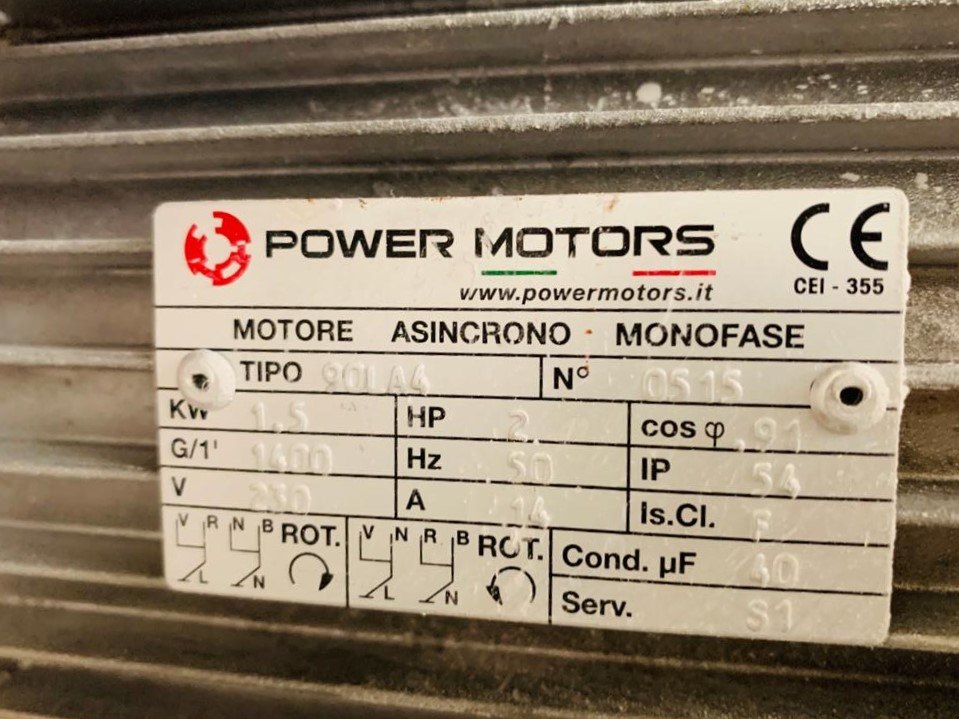 POWER MOTORS
www.powermotors.it
CE
CEI - 355
MOTORE ASINCRONO MONOFASE
TIPO 90LA4 N° 0515
KW 1,5 HP 2 cos φ ,91
G/1' 1400 Hz 50 IP 54
V 230 A 14 Is.Cl. F
V R N B ROT. V N R B ROT. Cond. µF 40
L N L N Serv. S1